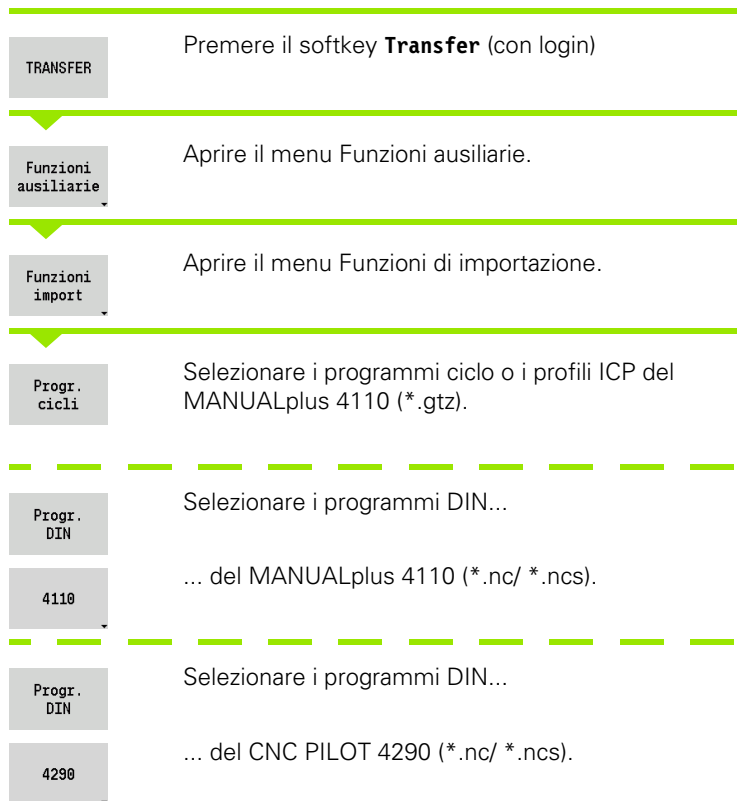 TRANSFER
Premere il softkey Transfer (con login)
Funzioni
ausiliarie
Aprire il menu Funzioni ausiliarie.
Funzioni
import
Aprire il menu Funzioni di importazione.
Progr.
cicli
Selezionare i programmi ciclo o i profili ICP del
MANUALplus 4110 (*.gtz).
Progr.
DIN
Selezionare i programmi DIN...
4110
... del MANUALplus 4110 (*.nc/ *.ncs).
Progr.
DIN
Selezionare i programmi DIN...
4290
... del CNC PILOT 4290 (*.nc/ *.ncs).